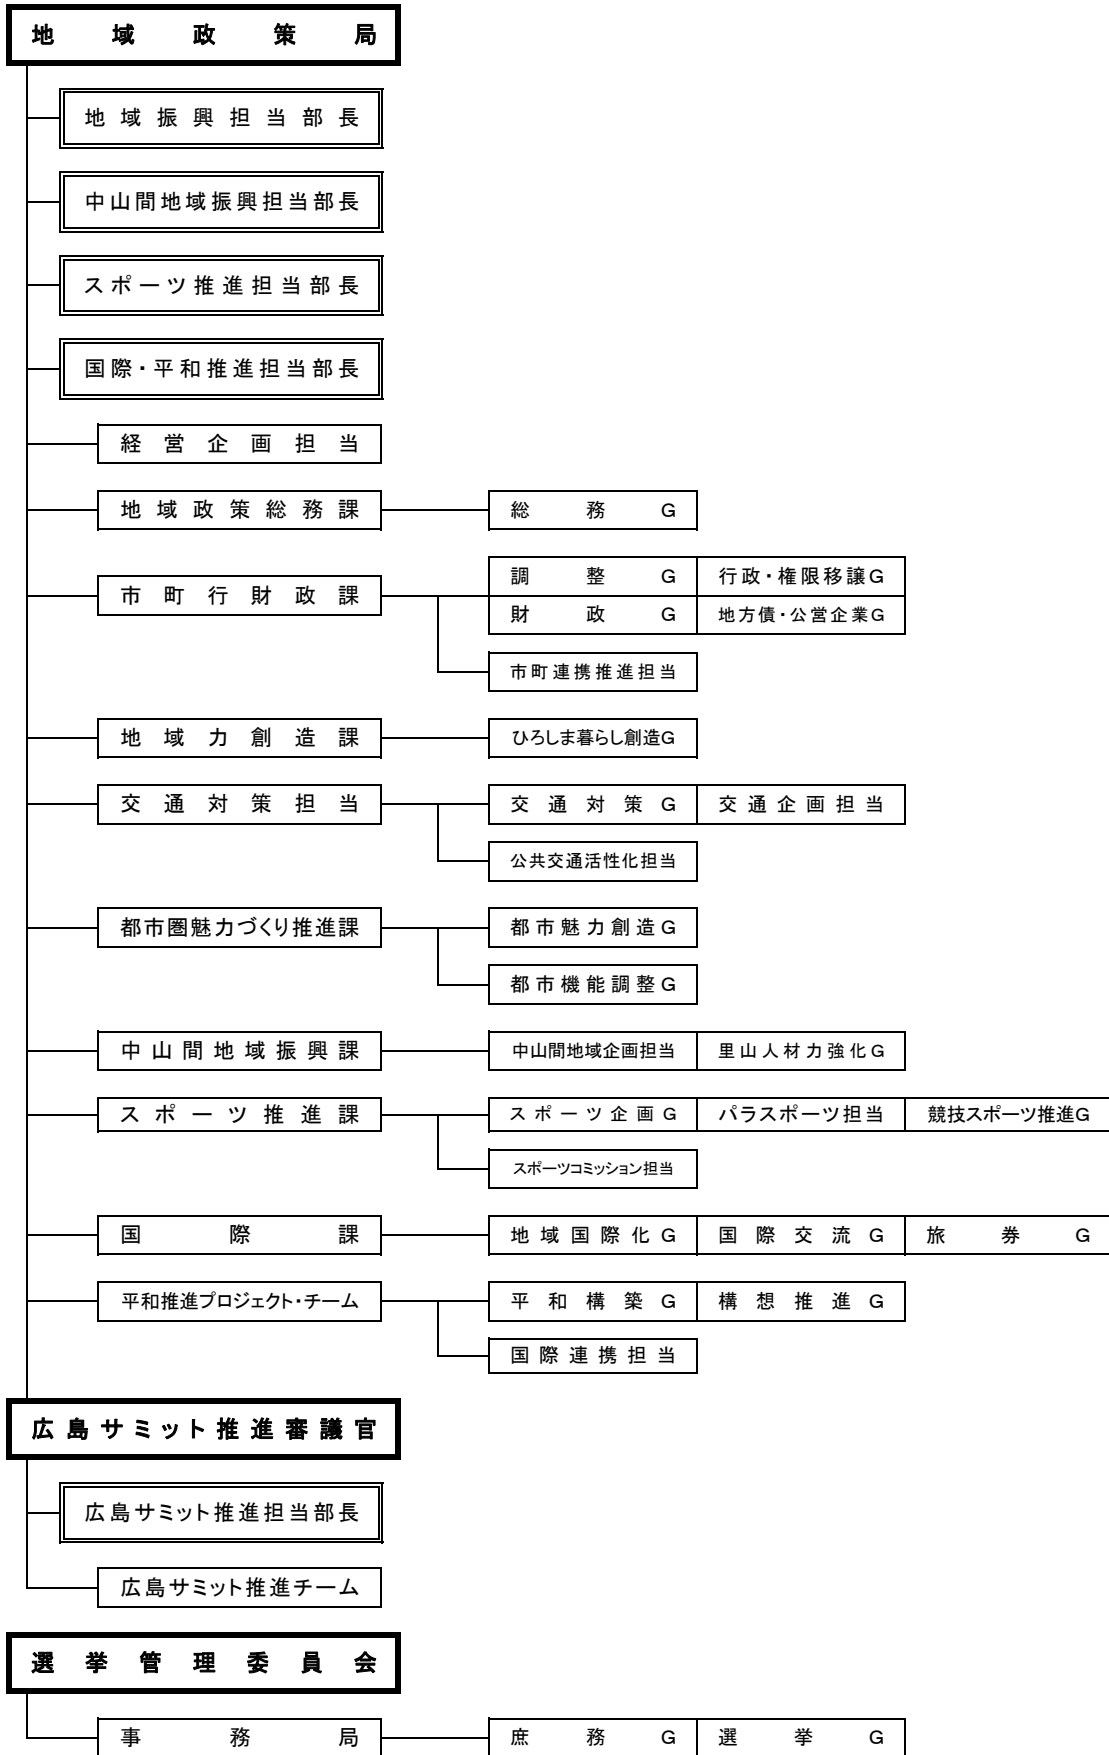 地域政策局
地域振興担当部長
中山間地域振興担当部長
スポーツ推進担当部長
国際・平和推進担当部長
経営企画担当
地域政策総務課 総務G
調整G 行政・権限移譲G
市町行財政課
財政G 地方債・公営企業G
市町連携推進担当
地域力創造課 ひろしま暮らし創造G
交通対策担当 交通対策G 交通企画担当
公共交通活性化担当
都市圏魅力づくり推進課 都市魅力創造G
都市機能調整G
中山間地域振興課 中山間地域企画担当 里山人材力強化G
スポーツ推進課 スポーツ企画G パラスポーツ担当 競技スポーツ推進G
スポーツコミッション担当
国際課 地域国際化G 国際交流G 旅券G
平和推進プロジェクト・チーム 平和構築G 構想推進G
国際連携担当
広島サミット推進審議官
広島サミット推進担当部長
広島サミット推進チーム
選挙管理委員会
事務局 庶務G 選挙G